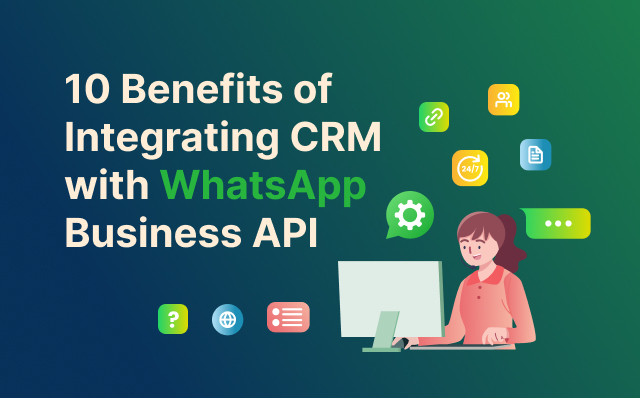 10 Benefits of
Integrating CRM
with WhatsApp
Business API
24/7
?